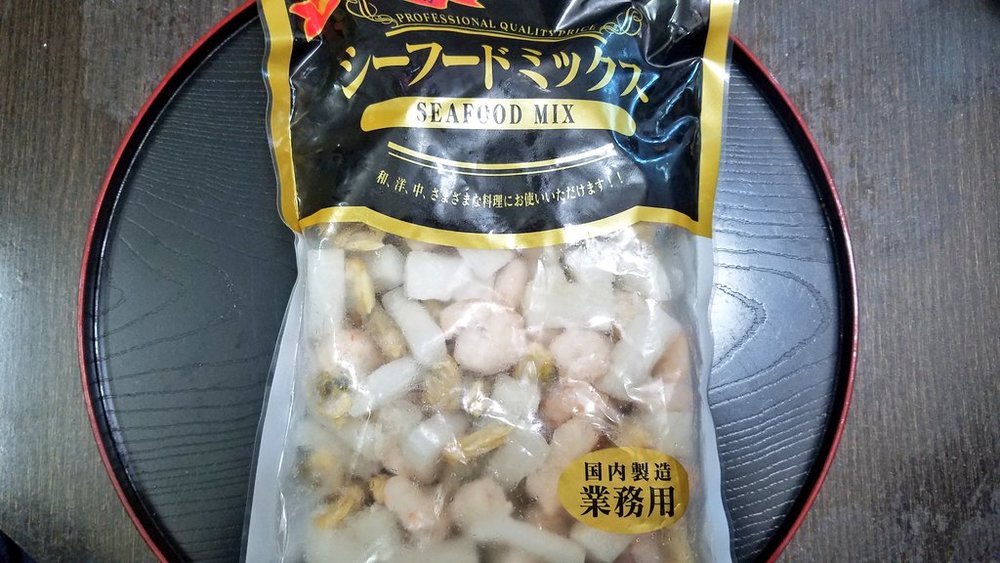 PROFESSIONAL QUALITY PRICE
シーフードミックス
SEAFOOD MIX
和、洋、中、さまざまな料理にお使いいただけます！！
国内製造
業務用